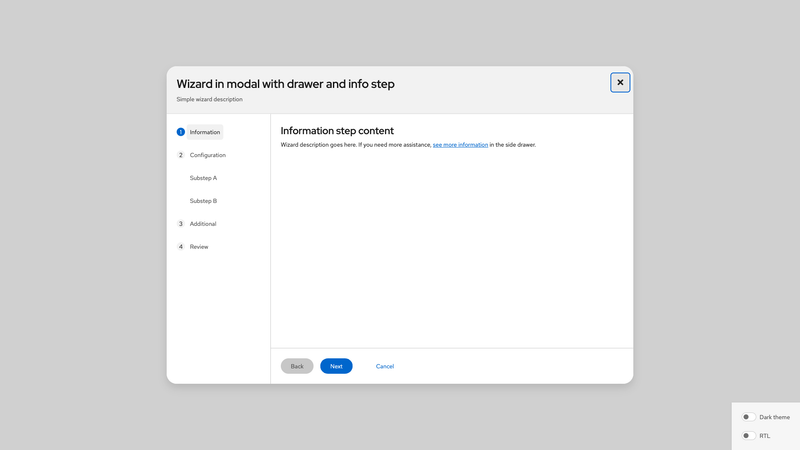 Wizard in modal with drawer and info step
Simple wizard description
1 Information
2 Configuration
Substep A
Substep B
3 Additional
4 Review
Information step content
Wizard description goes here. If you need more assistance, see more information in the side drawer.
Back Next Cancel
Dark theme
RTL